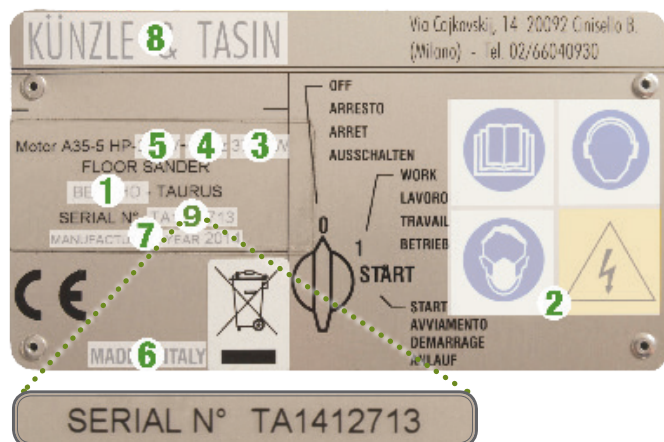 KÜNZLE & TASIN
8
Via Cajkovskij, 14 20092 Cinisello B.
(Milano) - Tel. 02/66040930
OFF
ARRESTO
ARRET
AUSSCHALTEN
WORK
LAVORO
TRAVAIL
BETRIEB
0
1
START
START
AVVIAMENTO
DEMARRAGE
ANLAUF
Motor A35-5 HP-
5 4 3
FLOOR SANDER
1 - TAURUS
SERIAL N° 9 713
7 YEAR 2014
CE
2
6 ITALY
SERIAL N° TA1412713